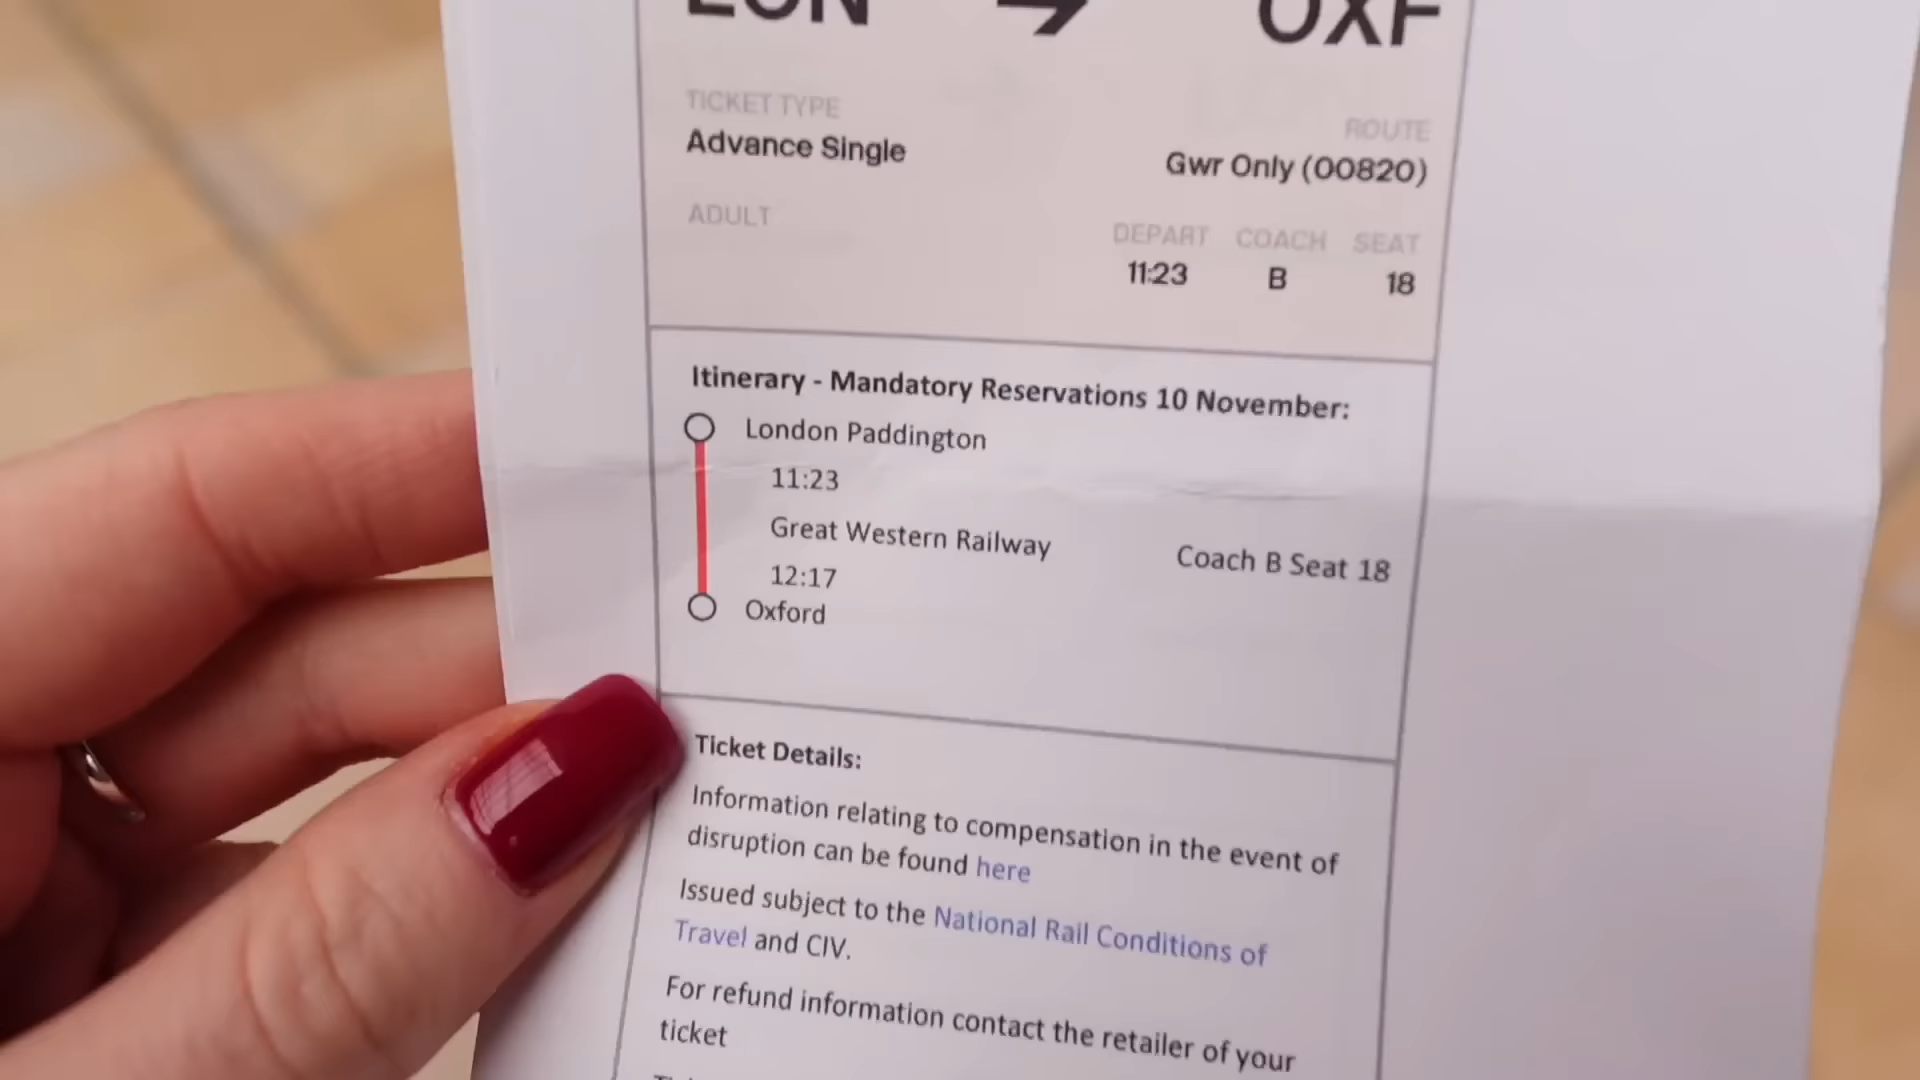 LON → OXF
TICKET TYPE
ROUTE
Advance Single
Gwr Only (00820)
ADULT
DEPART COACH SEAT
11:23 B 18
Itinerary - Mandatory Reservations 10 November:
London Paddington
11:23
Great Western Railway
Coach B Seat 18
12:17
Oxford
Ticket Details:
Information relating to compensation in the event of
disruption can be found here
Issued subject to the National Rail Conditions of
Travel and CIV.
For refund information contact the retailer of your
ticket